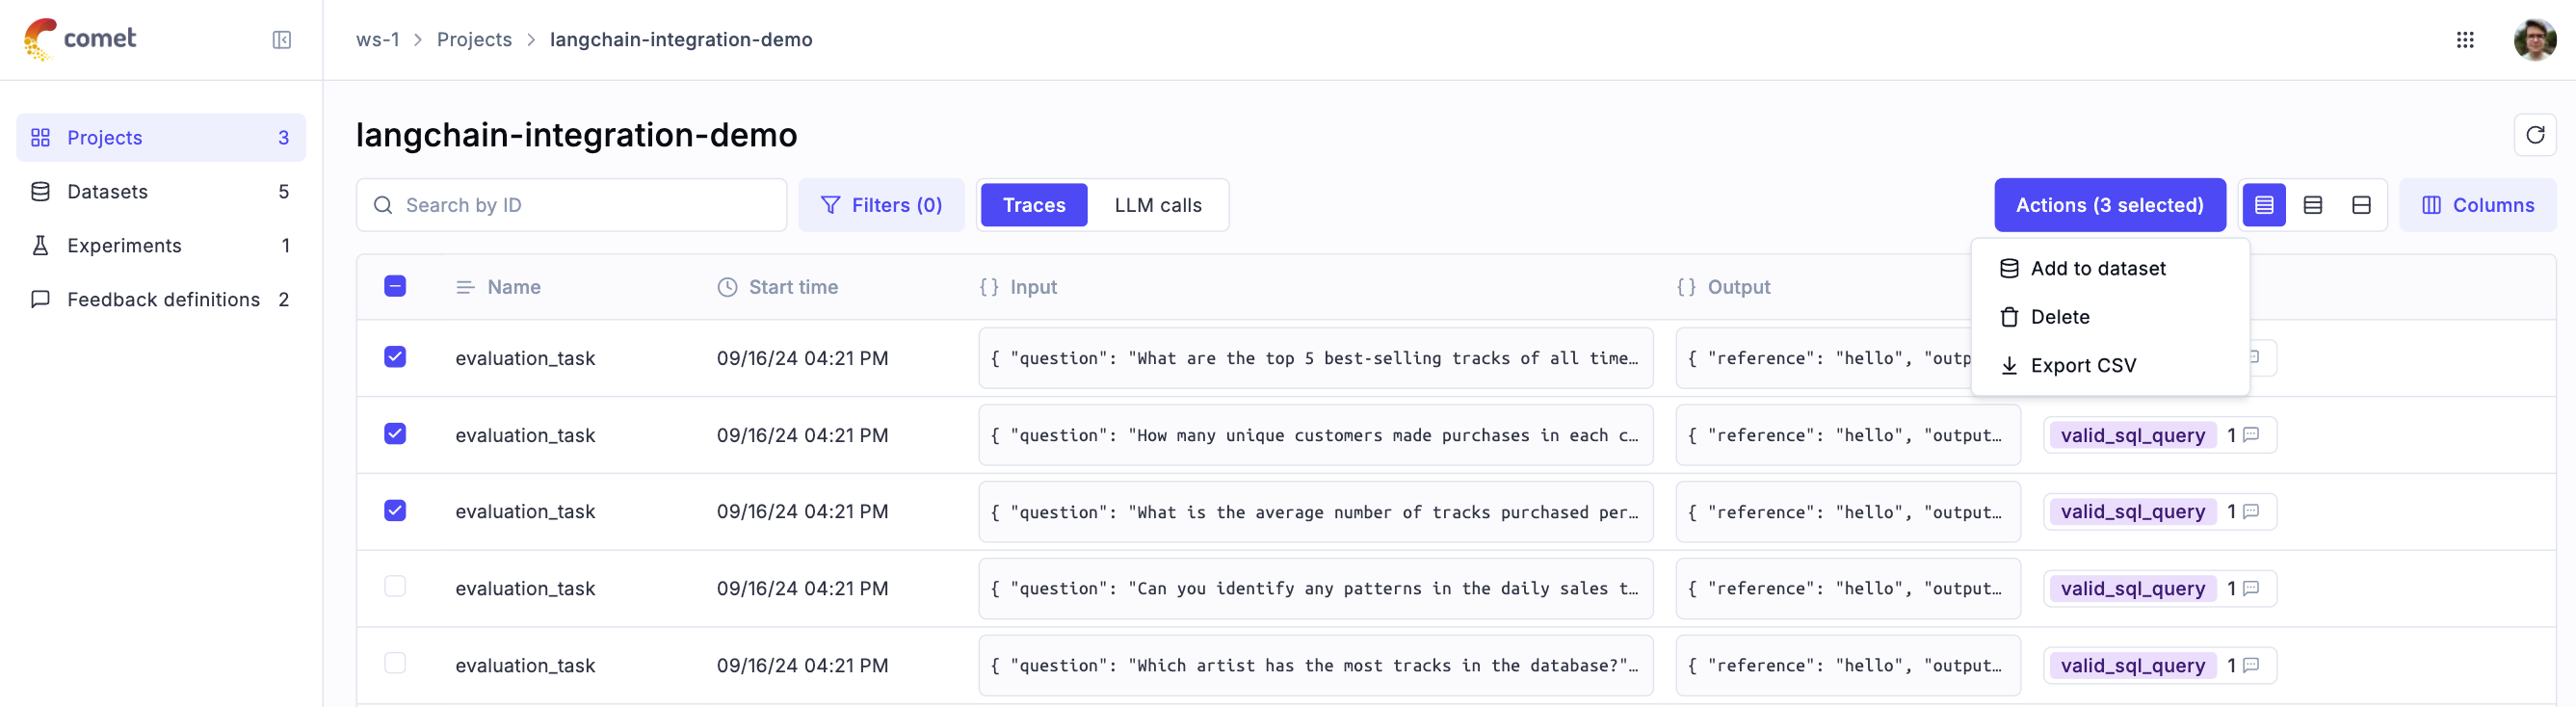 comet
ws-1 > Projects > langchain-integration-demo
Projects 3
Datasets 5
Experiments 1
Feedback definitions 2
langchain-integration-demo
Search by ID
Filters (0)
Traces
LLM calls
Actions (3 selected)
Columns
Add to dataset
Delete
Export CSV
Name Start time {} Input {} Output
evaluation_task 09/16/24 04:21 PM { "question": "What are the top 5 best-selling tracks of all time… { "reference": "hello", "outp
evaluation_task 09/16/24 04:21 PM { "question": "How many unique customers made purchases in each c… { "reference": "hello", "output… valid_sql_query 1
evaluation_task 09/16/24 04:21 PM { "question": "What is the average number of tracks purchased per… { "reference": "hello", "output… valid_sql_query 1
evaluation_task 09/16/24 04:21 PM { "question": "Can you identify any patterns in the daily sales t… { "reference": "hello", "output… valid_sql_query 1
evaluation_task 09/16/24 04:21 PM { "question": "Which artist has the most tracks in the database?"… { "reference": "hello", "output… valid_sql_query 1